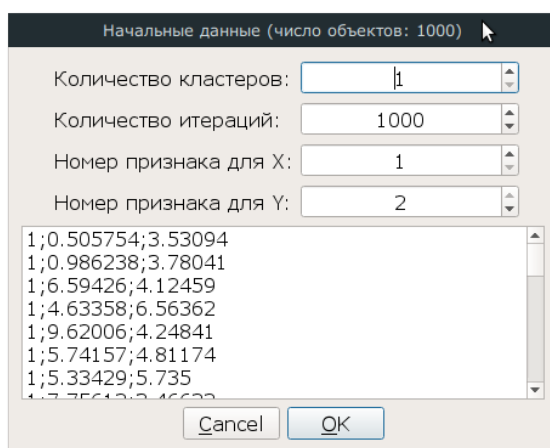 Начальные данные (число объектов: 1000)
Количество кластеров: 1
Количество итераций: 1000
Номер признака для X: 1
Номер признака для Y: 2
1;0.505754;3.53094
1;0.986238;3.78041
1;6.59426;4.12459
1;4.63358;6.56362
1;9.62006;4.24841
1;5.74157;4.81174
1;5.33429;5.735
Cancel OK